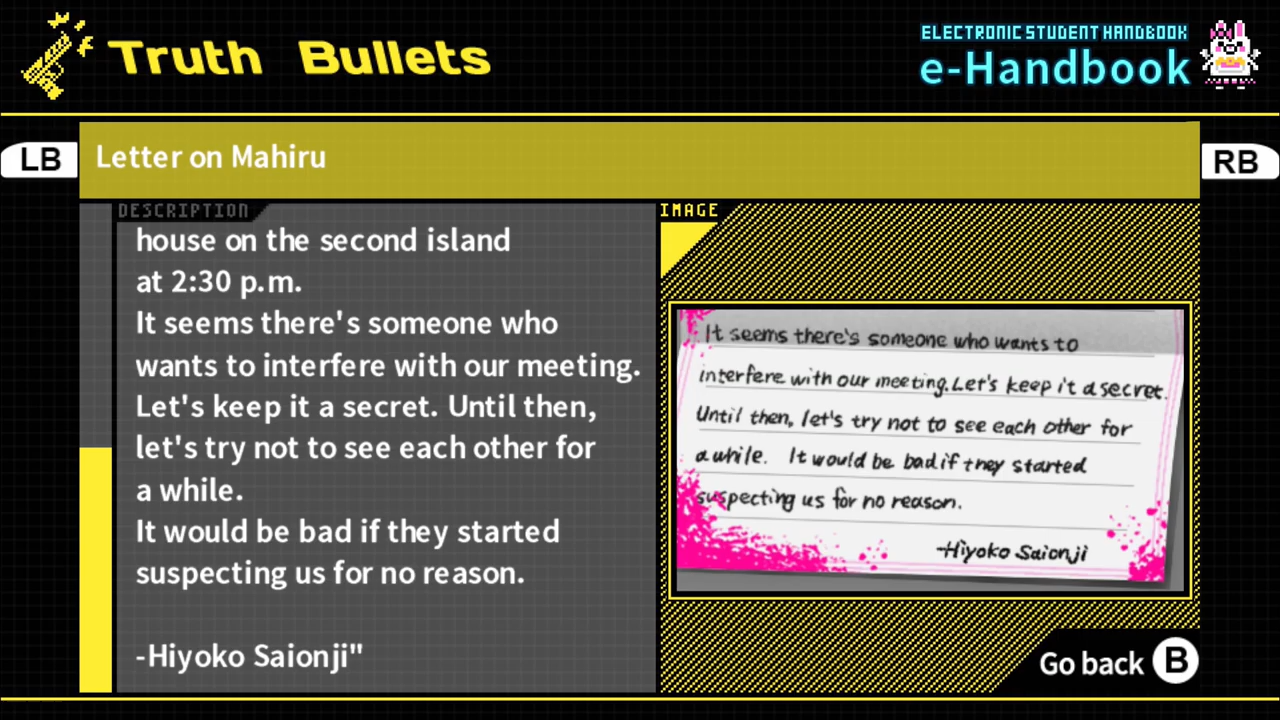 Truth Bullets
ELECTRONIC STUDENT HANDBOOK
e-Handbook
LB
Letter on Mahiru
RB
DESCRIPTION
house on the second island
at 2:30 p.m.
It seems there's someone who
wants to interfere with our meeting.
Let's keep it a secret. Until then,
let's try not to see each other for
a while.
It would be bad if they started
suspecting us for no reason.
-Hiyoko Saionji"
IMAGE
It seems there's someone who wants to
interfere with our meeting. Let's keep it a secret.
Until then, let's try not to see each other for
a while. It would be bad if they started
suspecting us for no reason.
-Hiyoko Saionji
Go back B